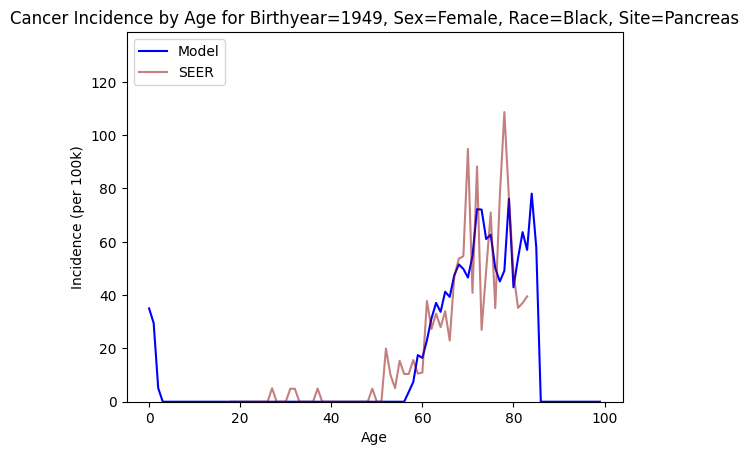 Cancer Incidence by Age for Birthyear=1949, Sex=Female, Race=Black, Site=Pancreas
Model
SEER
120
100
80
60
40
20
0
Incidence (per 100k)
0 20 40 60 80 100
Age